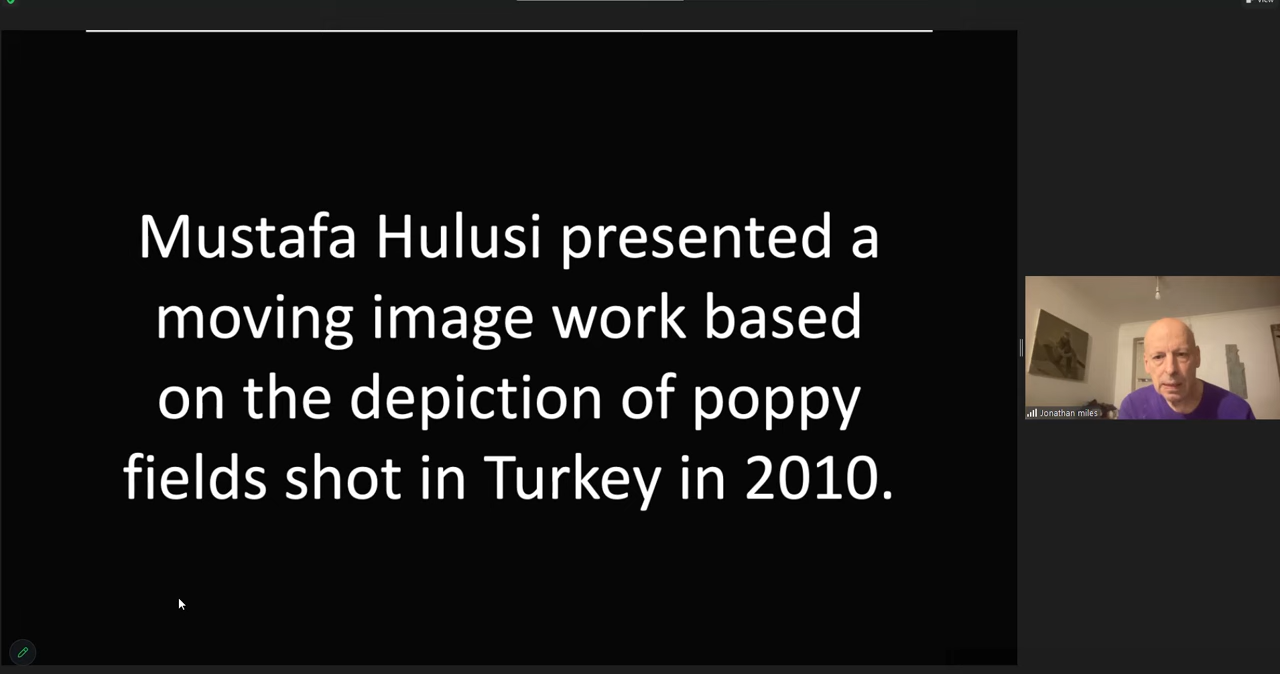 Mustafa Hulusi presented a
moving image work based
on the depiction of poppy
fields shot in Turkey in 2010.
Jonathan miles